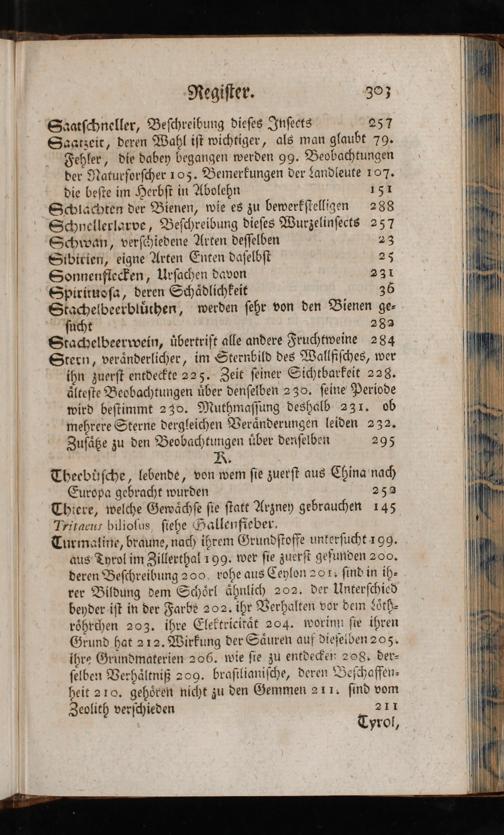 Register. 303
Saatschneller, Beschreibung dieses Insects 257
Saatzeit, deren Wahl ist wichtiger, als man glaubt 79.
Fehler, die dabey begangen werden 99. Beobachtungen
der Naturforscher 105. Bemerkungen der Landleute 107.
die beste im Herbst in Abolehn 151
Schlachten der Bienen, wie es zu bewerkstelligen 288
Schnellerlarve, Beschreibung dieses Wurzelinsects 257
Schwan, verschiedene Arten desselben 23
Sibirien, eigne Arten Enten daselbst 25
Sonnenflecken, Ursachen davon 231
Spirituosa, deren Schädlichkeit 36
Stachelbeerblüthen, werden sehr von den Bienen ge-
sucht 282
Stachelbeerwein, übertrift alle andere Fruchtweine 284
Stern, veränderlicher, im Sternbild des Wallfisches, wer
ihn zuerst entdeckte 225. Zeit seiner Sichtbarkeit 228.
älteste Beobachtungen über denselben 230. seine Periode
wird bestimmt 230. Muthmassung deshalb 231. ob
mehrere Sterne dergleichen Veränderungen leiden 232.
Zusätze zu den Beobachtungen über denselben 295
K.
Theebüsche, lebende, von wem sie zuerst aus China nach
Europa gebracht wurden 252
Thiere, welche Gewächse sie statt Arzney gebrauchen 145
Tritaeus biliosus, siehe Gallenfieber.
Turmaline, braune, nach ihrem Grundstoffe untersucht 199.
aus Tyrol im Zillerthal 199. wer sie zuerst gefunden 200.
deren Beschreibung 200. rohe aus Ceylon 201. sind in ih-
rer Bildung dem Schörl ähnlich 202. der Unterschied
beyder ist in der Farbe 202. ihr Verhalten vor dem Löth-
röhrchen 203. ihre Elektricität 204. worinn sie ihren
Grund hat 212. Wirkung der Säuren auf dieselben 205.
ihre Grundmaterien 206. wie sie zu entdecken 208. der-
selben Verhältniß 209. brasilianische, deren Beschaffen-
heit 210. gehören nicht zu den Gemmen 211. sind vom
Zeolith verschieden 211
Tyrol,